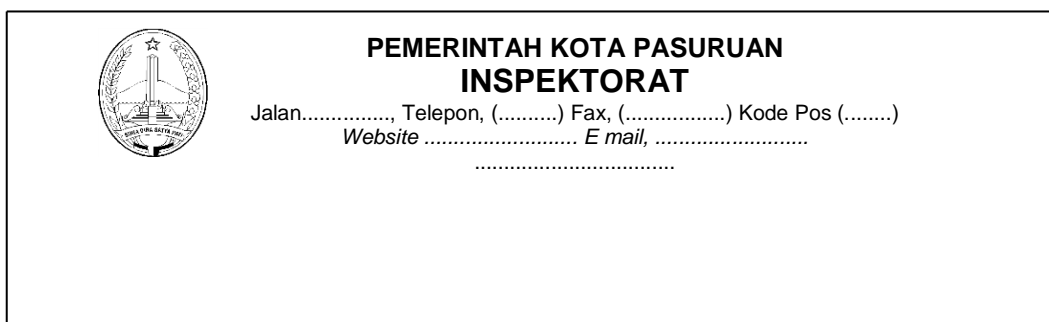 PEMERINTAH KOTA PASURUAN
INSPEKTORAT
Jalan..............., Telepon, (..........) Fax, (.................) Kode Pos (........)
Website .......................... E mail, ..........................
..................................